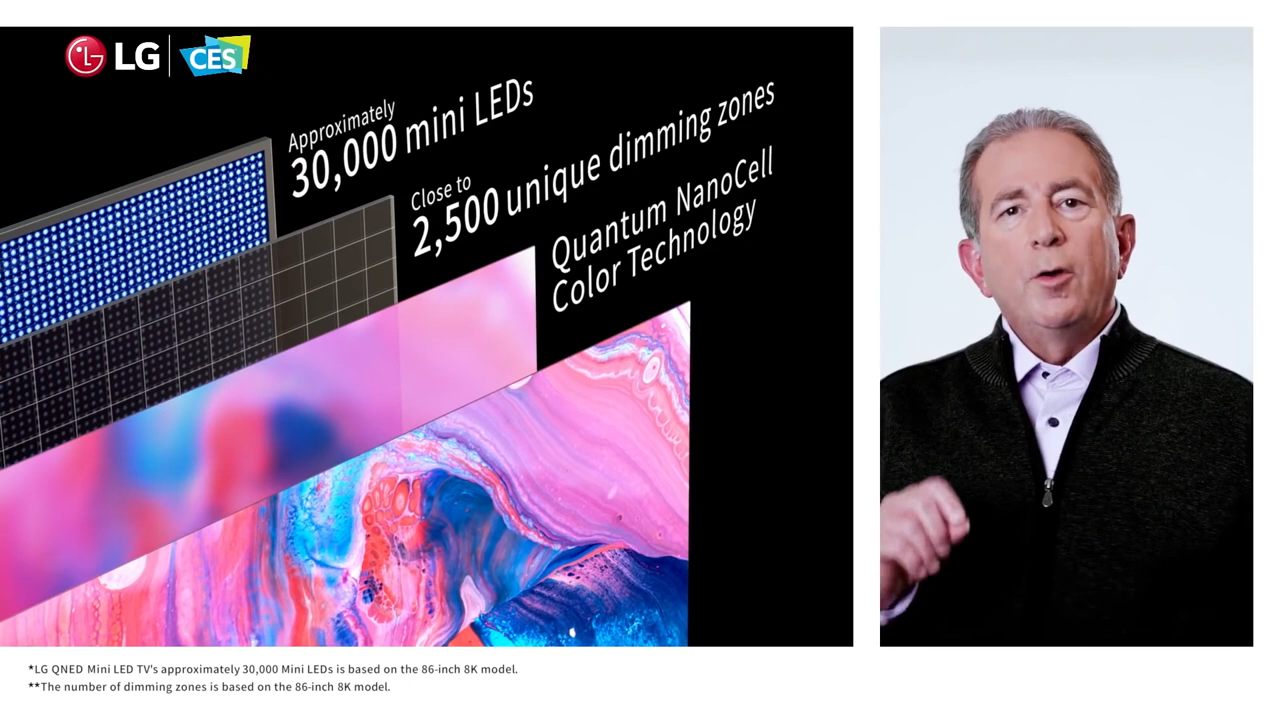 LG
CES
Approximately
30,000 mini LEDs
Close to
2,500 unique dimming zones
Quantum NanoCell
Color Technology
*LG QNED Mini LED TV's approximately 30,000 Mini LEDs is based on the 86-inch 8K model.
**The number of dimming zones is based on the 86-inch 8K model.